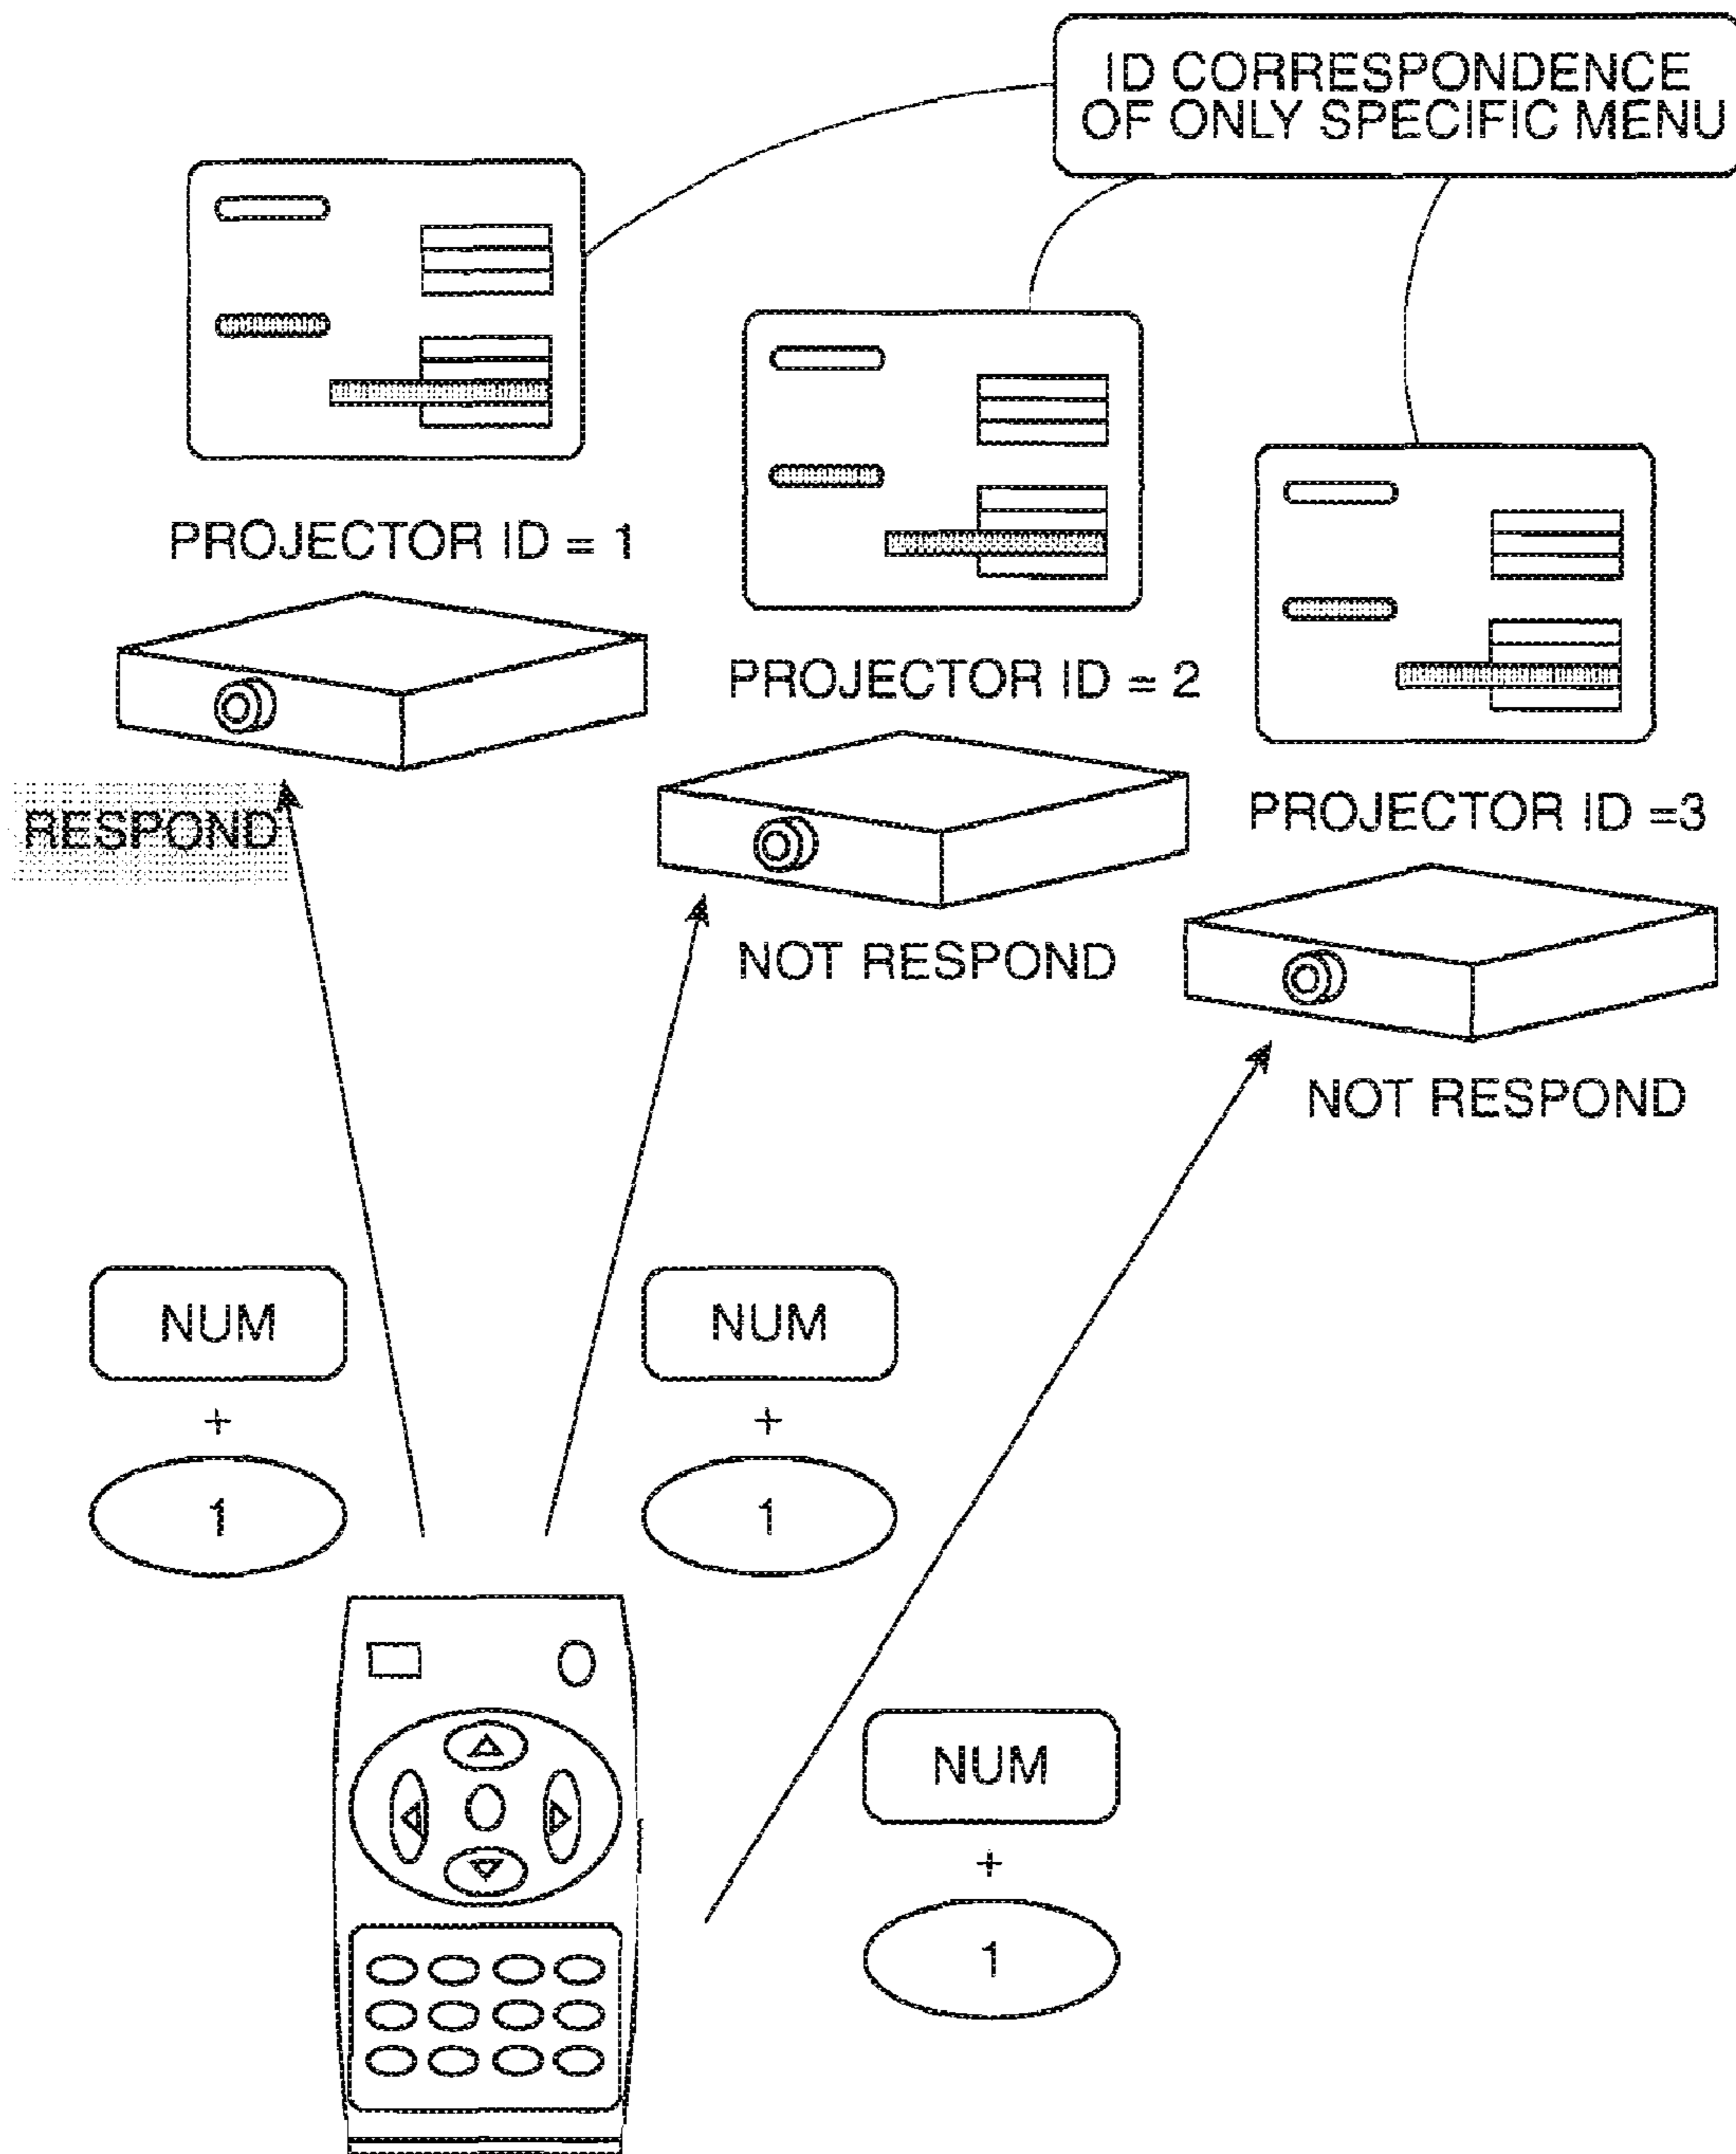 ID CORRESPONDENCE
OF ONLY SPECIFIC MENU
PROJECTOR ID = 1
PROJECTOR ID = 2
PROJECTOR ID =3
RESPOND
NOT RESPOND
NOT RESPOND
NUM
+
1
NUM
+
1
NUM
+
1